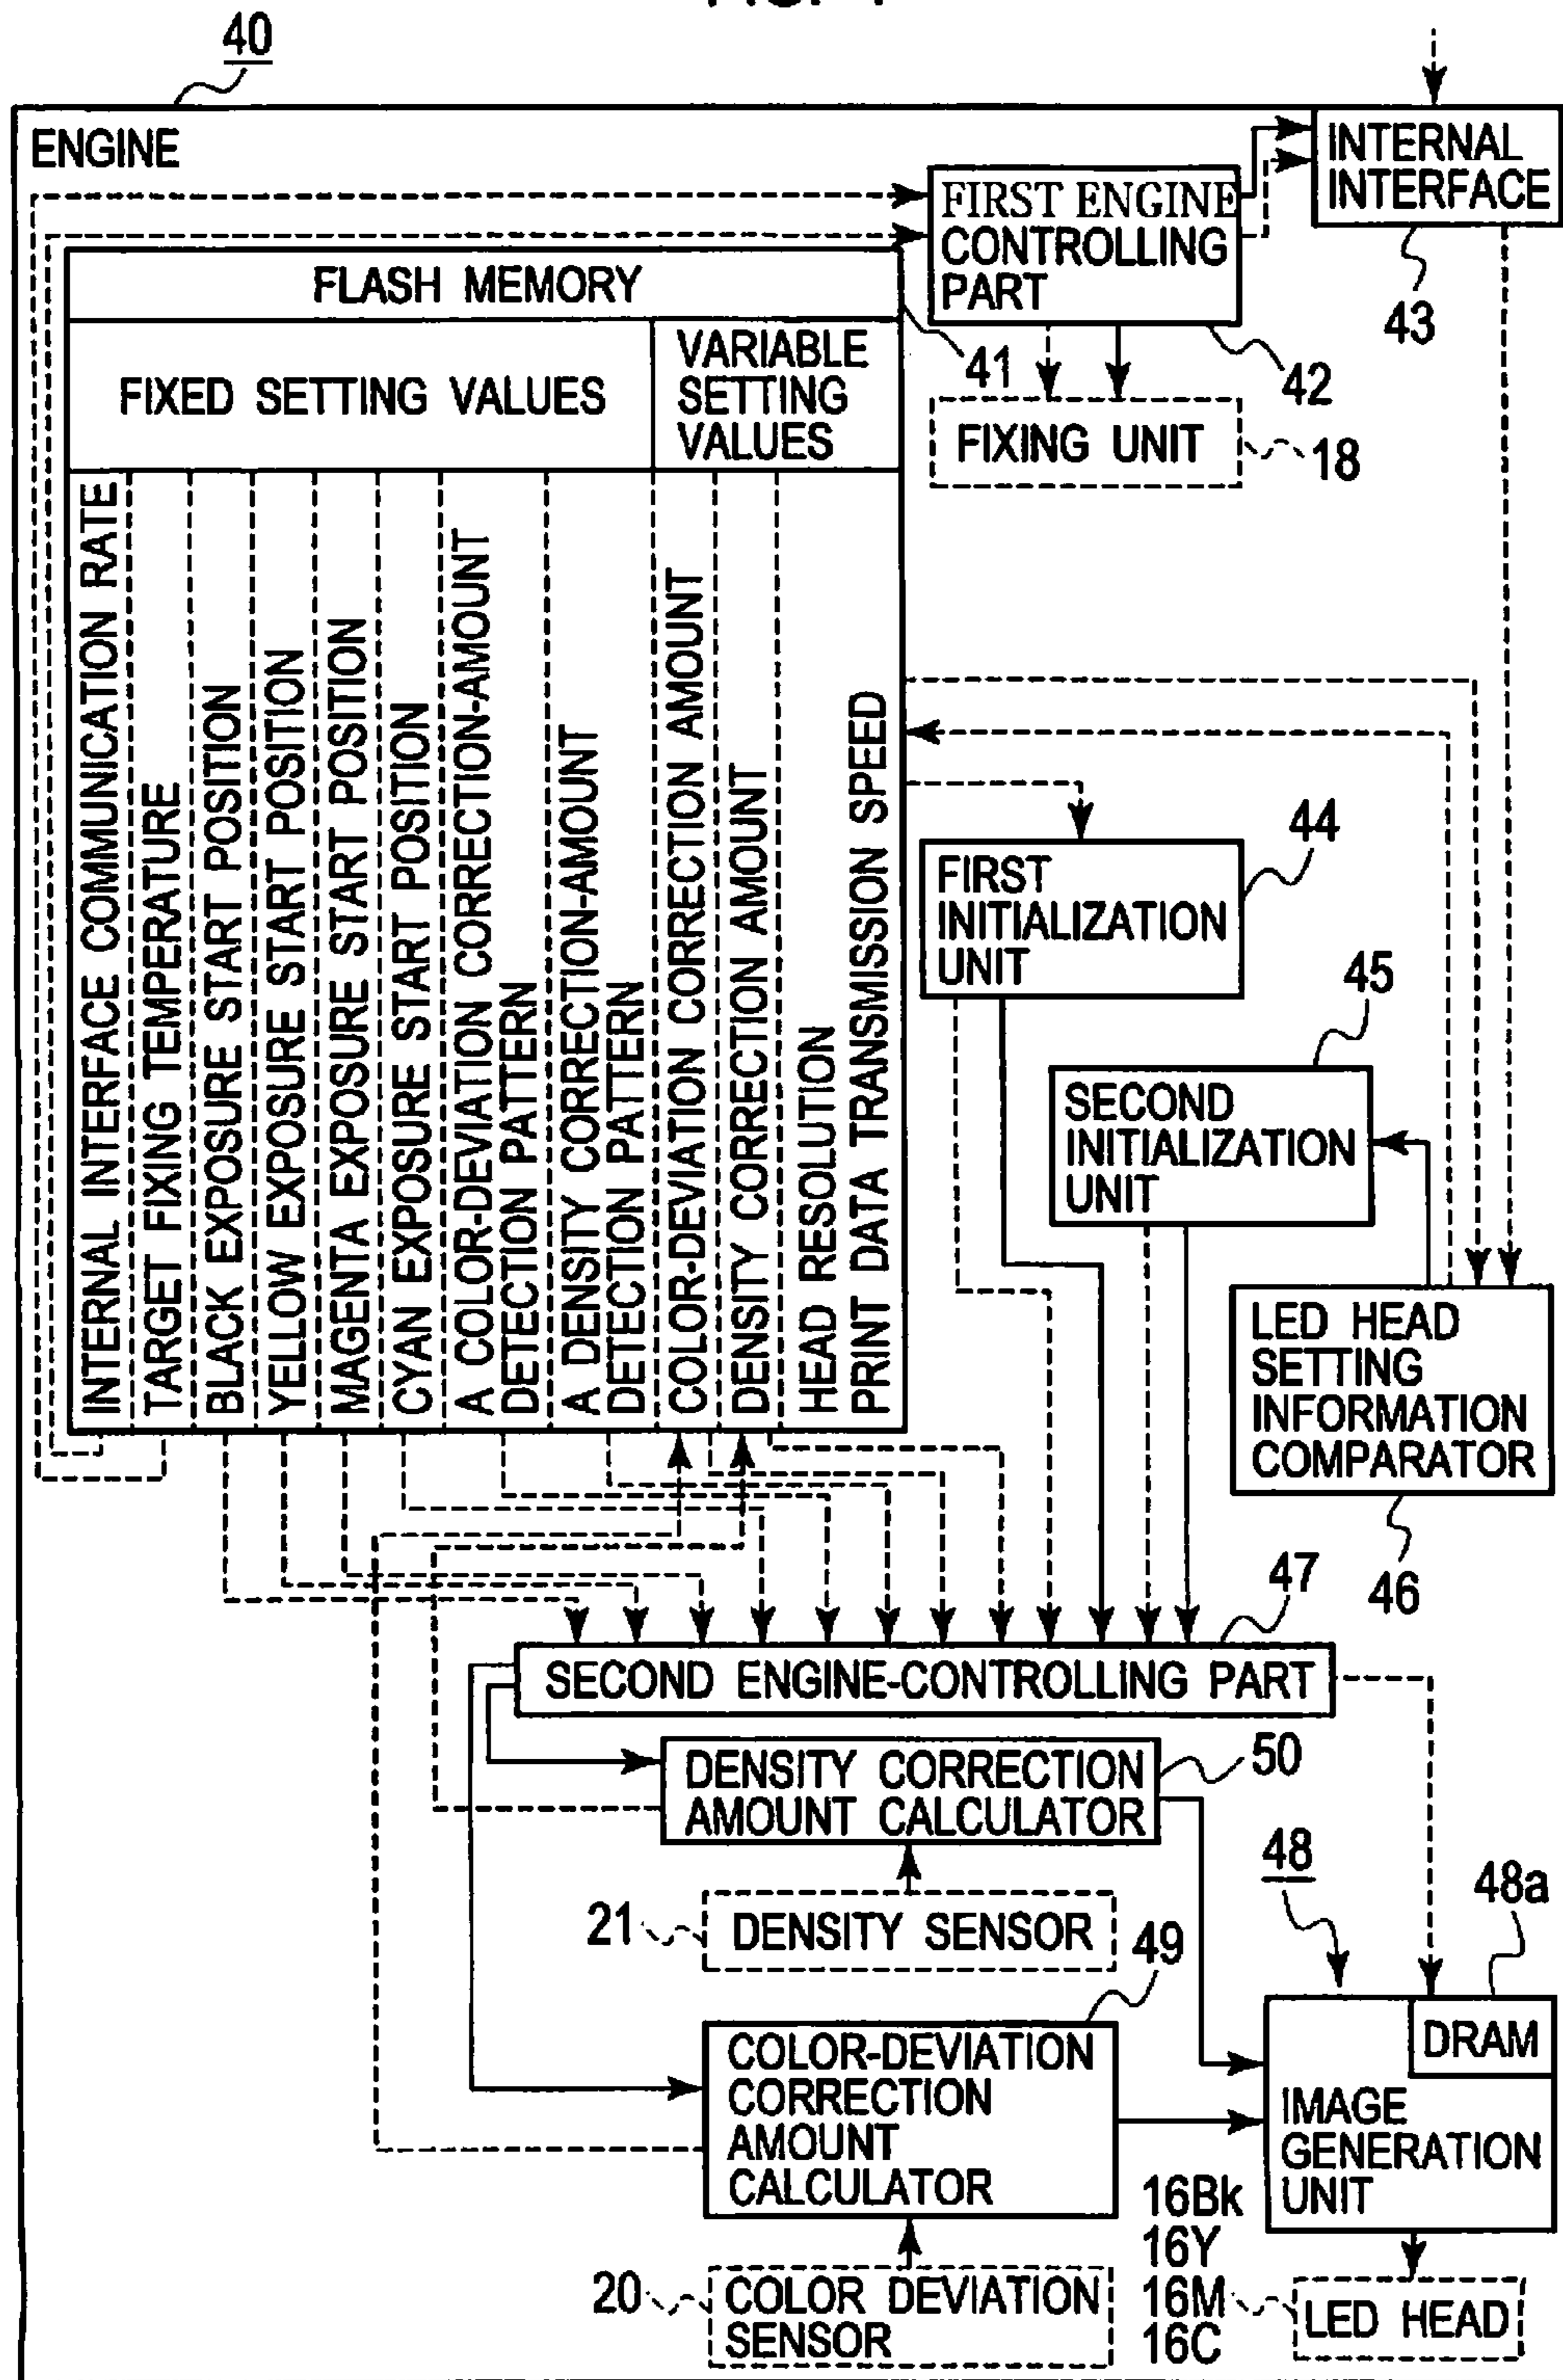 40
ENGINE
INTERNAL
INTERFACE
43
FIRST ENGINE
CONTROLLING
PART
42
FLASH MEMORY
41
FIXED SETTING VALUES
VARIABLE
SETTING
VALUES
FIXING UNIT
18
INTERNAL INTERFACE COMMUNICATION RATE
TARGET FIXING TEMPERATURE
BLACK EXPOSURE START POSITION
YELLOW EXPOSURE START POSITION
MAGENTA EXPOSURE START POSITION
CYAN EXPOSURE START POSITION
A COLOR-DEVIATION CORRECTION-AMOUNT
DETECTION PATTERN
A DENSITY CORRECTION-AMOUNT
DETECTION PATTERN
COLOR-DEVIATION CORRECTION AMOUNT
DENSITY CORRECTION AMOUNT
HEAD RESOLUTION
PRINT DATA TRANSMISSION SPEED
44
FIRST
INITIALIZATION
UNIT
45
SECOND
INITIALIZATION
UNIT
LED HEAD
SETTING
INFORMATION
COMPARATOR
46
47
SECOND ENGINE-CONTROLLING PART
DENSITY CORRECTION
AMOUNT CALCULATOR
50
21
DENSITY SENSOR
49
48
48a
DRAM
IMAGE
GENERATION
UNIT
COLOR-DEVIATION
CORRECTION
AMOUNT
CALCULATOR
20
COLOR DEVIATION
SENSOR
16Bk
16Y
16M
16C
LED HEAD